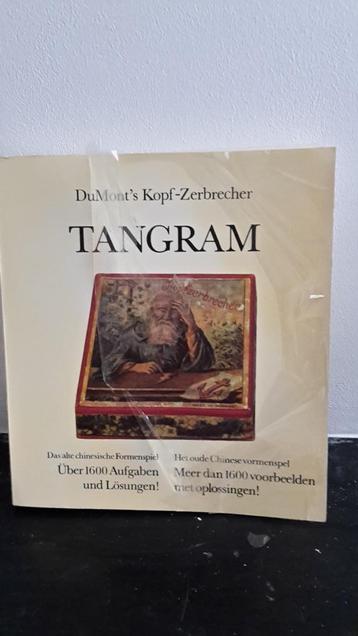 DuMont's Kopf-Zerbrecher
TANGRAM
Das alte chinesische Formenspiel
Über 1600 Aufgaben
und Lösungen!
Het oude Chinese vormenspel
Meer dan 1600 voorbeelden
met oplossingen!